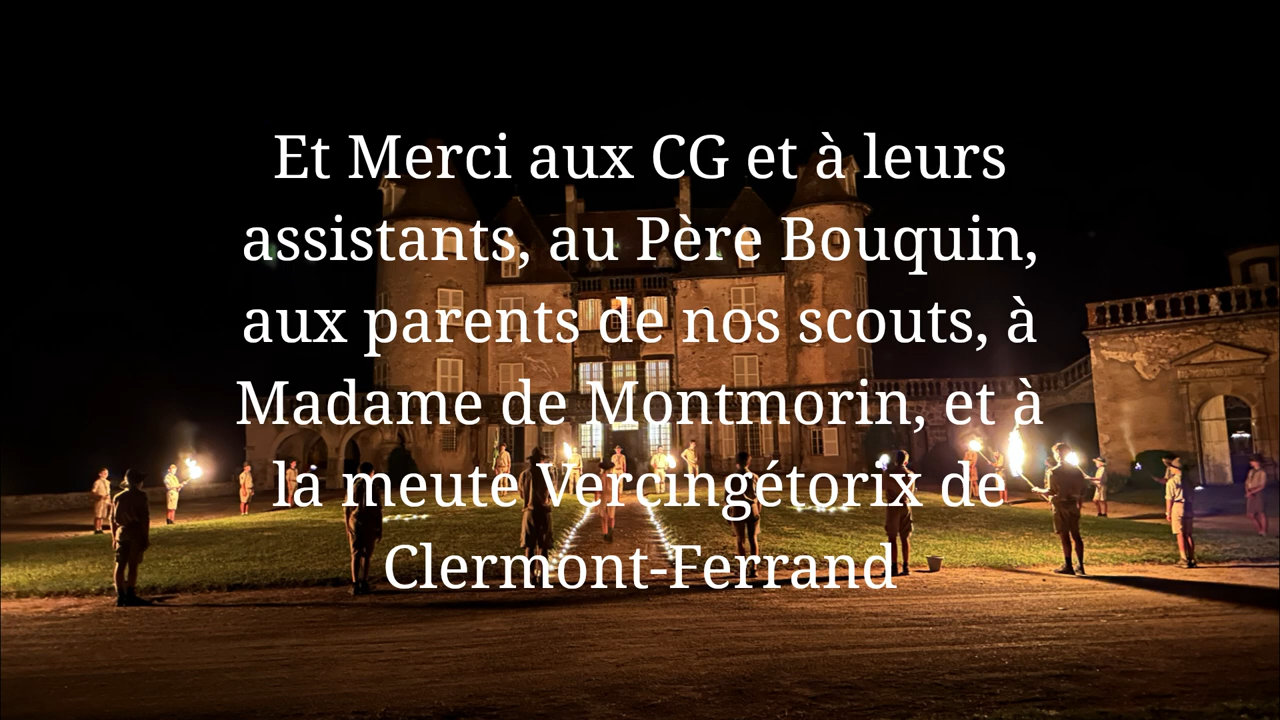 Et Merci aux CG et à leurs
assistants, au Père Bouquin,
aux parents de nos scouts, à
Madame de Montmorin, et à
la meute Vercingétorix de
Clermont-Ferrand